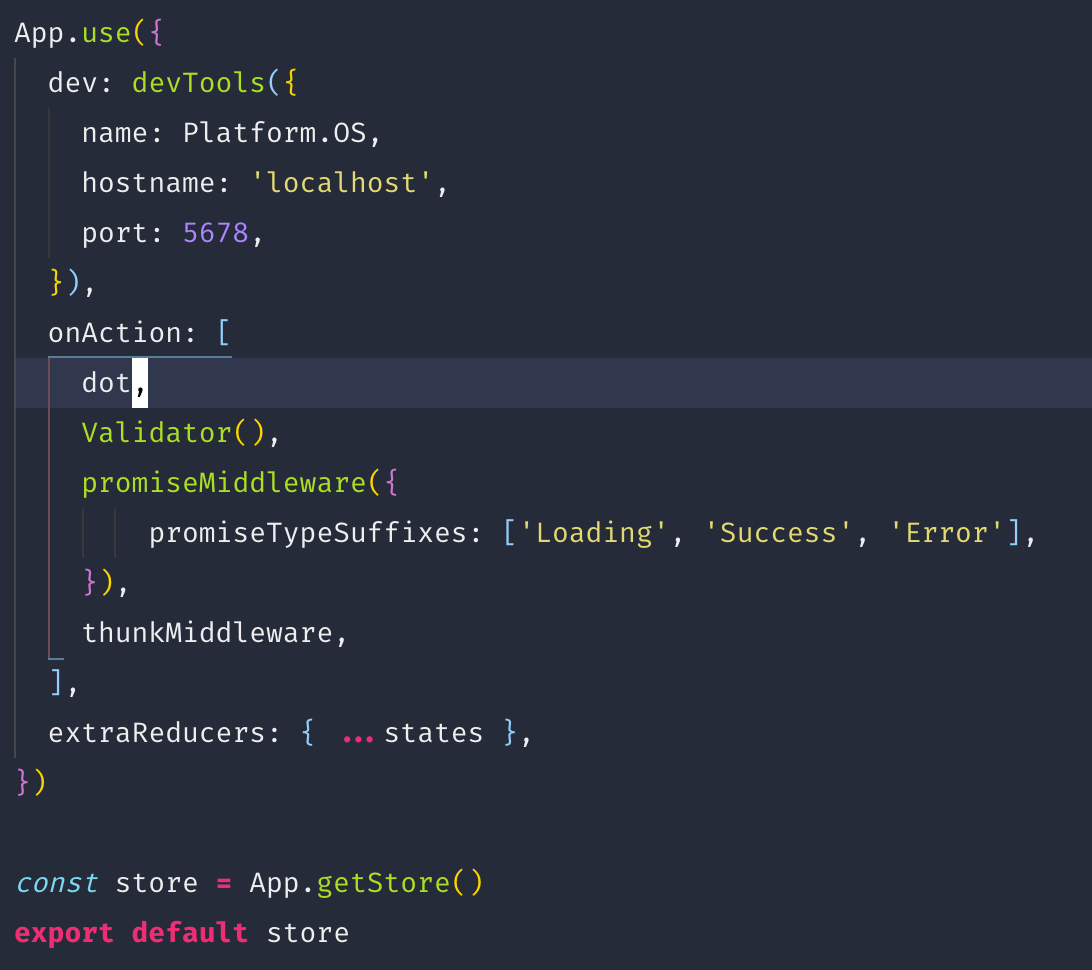 App.use({
dev: devTools({
name: Platform.OS,
hostname: 'localhost',
port: 5678,
}),
onAction: [
dot,
Validator(),
promiseMiddleware({
promiseTypeSuffixes: ['Loading', 'Success', 'Error'],
}),
thunkMiddleware,
],
extraReducers: { ...states },
})
const store = App.getStore()
export default store